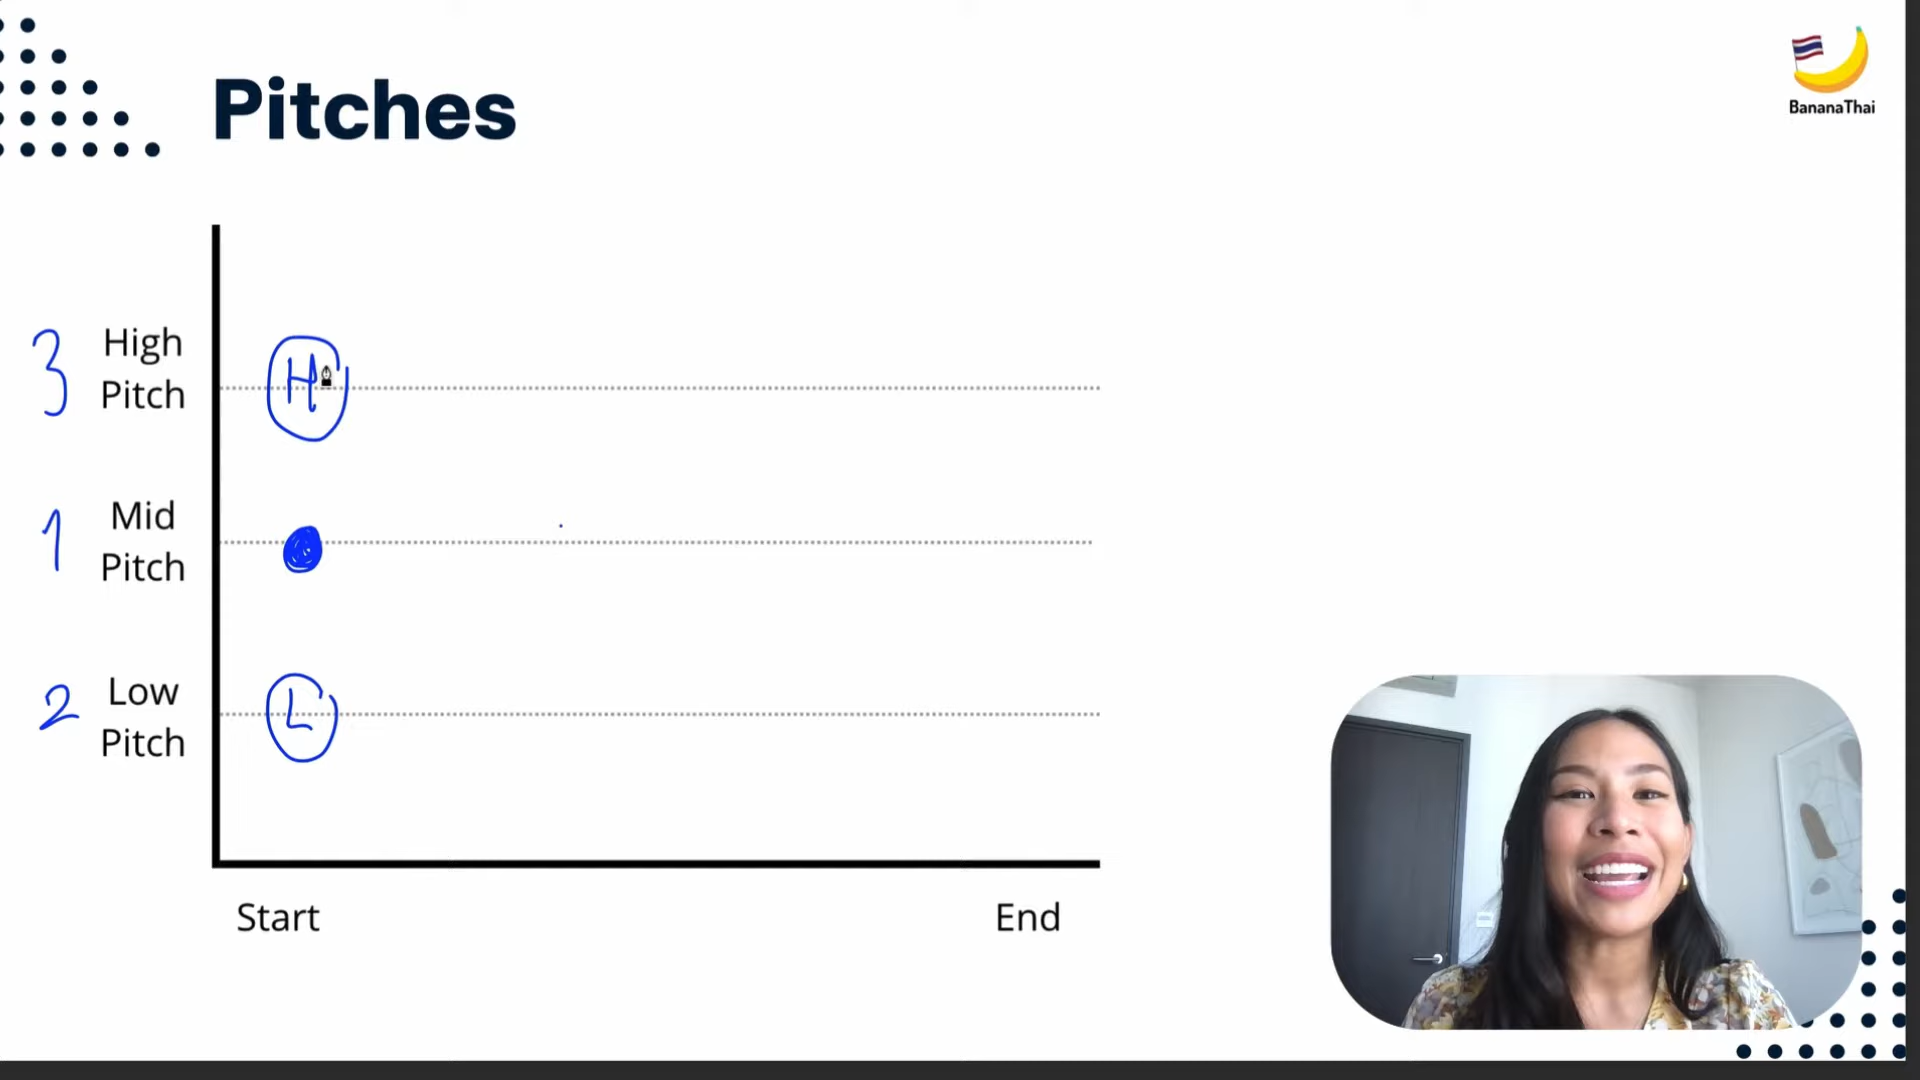 Pitches
BananaThai
3
High
Pitch
H
1
Mid
Pitch
2
Low
Pitch
L
Start
End